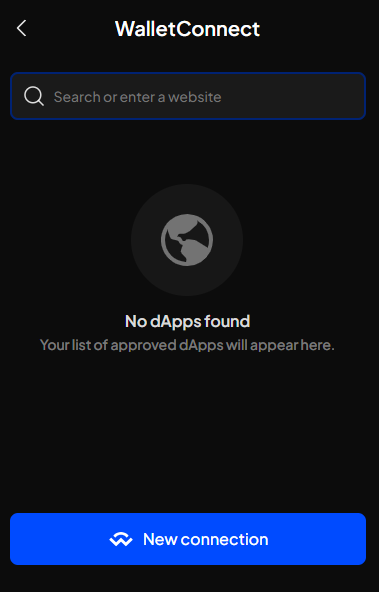 WalletConnect
Search or enter a website
No dApps found
Your list of approved dApps will appear here.
New connection